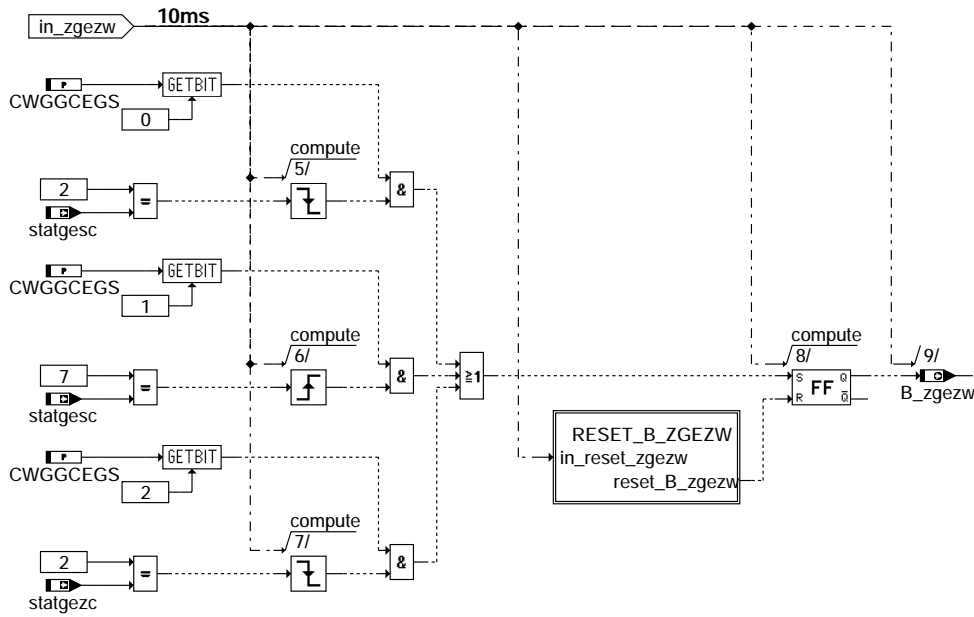 10ms
in_zgezw
P
GETBIT
CWGGCEGS
0
compute
5/
2
=
&
statgesc
P
GETBIT
CWGGCEGS
1
compute
6/
compute
8/
9/
7
=
&
≧1
S Q
FF
R Q̅
B_zgezw
statgesc
RESET_B_ZGEZW
in_reset_zgezw
reset_B_zgezw
P
GETBIT
CWGGCEGS
2
compute
7/
2
=
&
statgezc